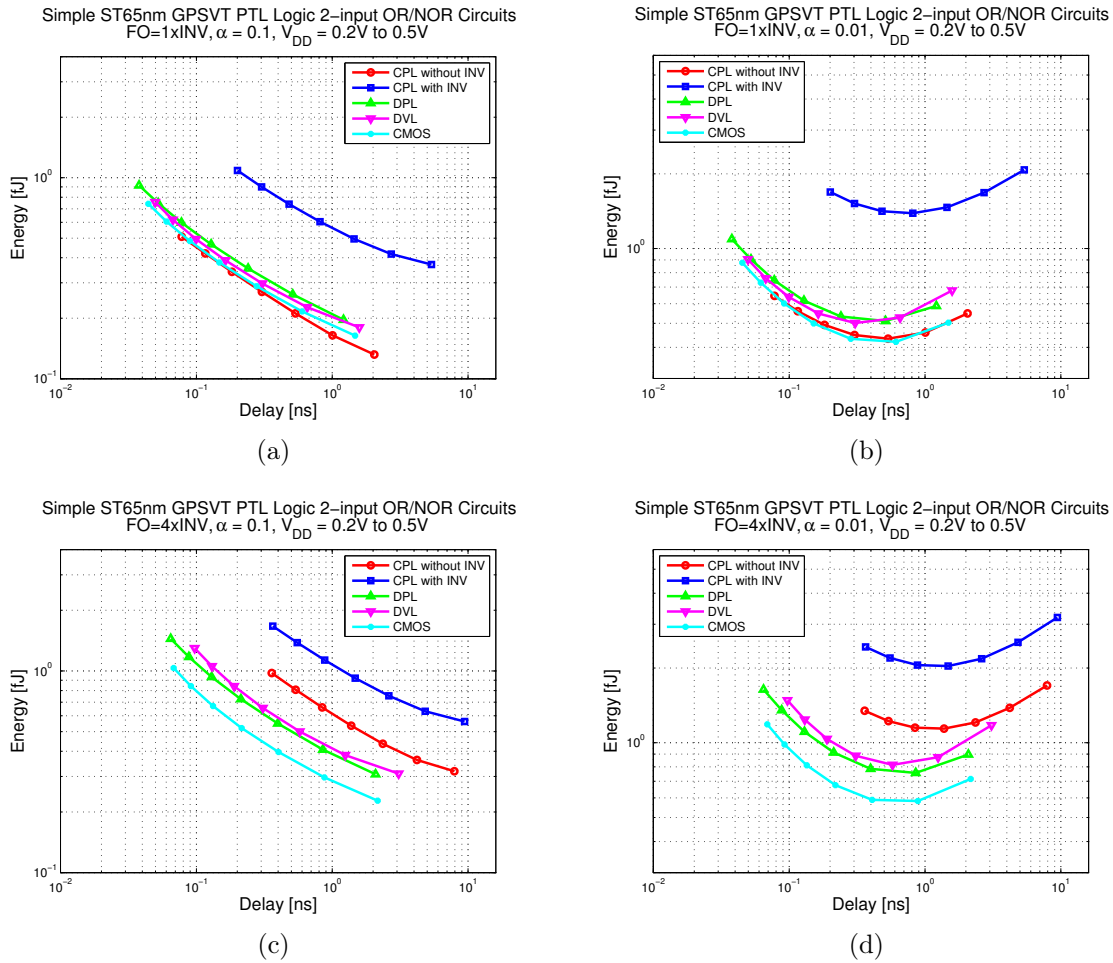 Simple ST65nm GPSVT PTL Logic 2−input OR/NOR Circuits
FO=1xINV, α = 0.1, V_DD = 0.2V to 0.5V
CPL without INV
CPL with INV
DPL
DVL
CMOS
10^0
10^−1
Energy [fJ]
10^−2
10^−1
10^0
10^1
Delay [ns]
(a)
Simple ST65nm GPSVT PTL Logic 2−input OR/NOR Circuits
FO=1xINV, α = 0.01, V_DD = 0.2V to 0.5V
CPL without INV
CPL with INV
DPL
DVL
CMOS
10^0
Energy [fJ]
10^−2
10^−1
10^0
10^1
Delay [ns]
(b)
Simple ST65nm GPSVT PTL Logic 2−input OR/NOR Circuits
FO=4xINV, α = 0.1, V_DD = 0.2V to 0.5V
CPL without INV
CPL with INV
DPL
DVL
CMOS
10^0
10^−1
Energy [fJ]
10^−2
10^−1
10^0
10^1
Delay [ns]
(c)
Simple ST65nm GPSVT PTL Logic 2−input OR/NOR Circuits
FO=4xINV, α = 0.01, V_DD = 0.2V to 0.5V
CPL without INV
CPL with INV
DPL
DVL
CMOS
10^0
Energy [fJ]
10^−2
10^−1
10^0
10^1
Delay [ns]
(d)